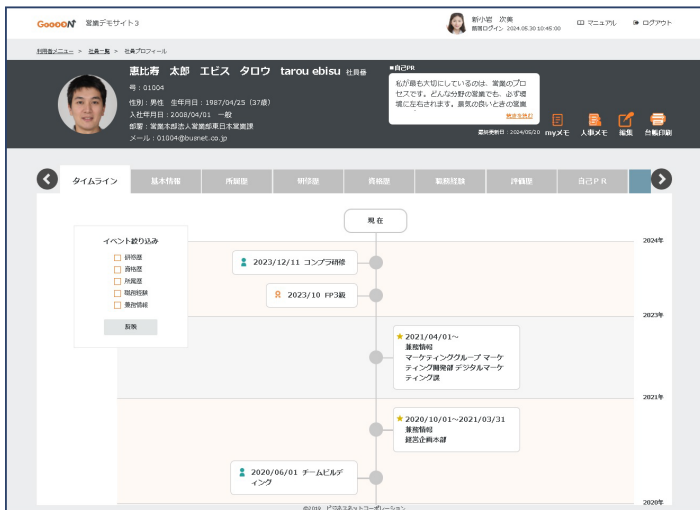 GoooON 営業デモサイト3
新小岩 次美
前回ログイン 2024.05.30 10:45:00
マニュアル
ログアウト
利用者メニュー > 社員一覧 > 社員プロフィール
恵比寿 太郎 エビス タロウ tarou ebisu 社員番
号:01004
性別:男性 生年月日:1987/04/25 (37歳)
入社年月日:2008/04/01 一般
部署:営業本部法人営業部東日本営業課
メール:01004@busnet.co.jp
■自己PR
私が最も大切にしているのは、営業のプロ
セスです。どんな分野の営業でも、必ず環
境に左右されます。景気の良いときの営業
続きを読む
最終更新日:2024/05/20
myメモ
人事メモ
編集
台帳印刷
タイムライン
基本情報
所属歴
研修歴
資格歴
職務経験
評価歴
自己PR
現在
イベント絞り込み
研修歴
資格歴
所属歴
職務経験
兼務情報
反映
2024年
2023/12/11 コンプラ研修
2023/10 FP3級
2023年
2021/04/01~
兼務情報
マーケティンググループ マーケ
ティング開発部 デジタルマーケ
ティング課
2021年
2020/10/01~2021/03/31
兼務情報
経営企画本部
2020/06/01 チームビルデ
ィング
2020年
©2019 ビジネスネットコーポレーション